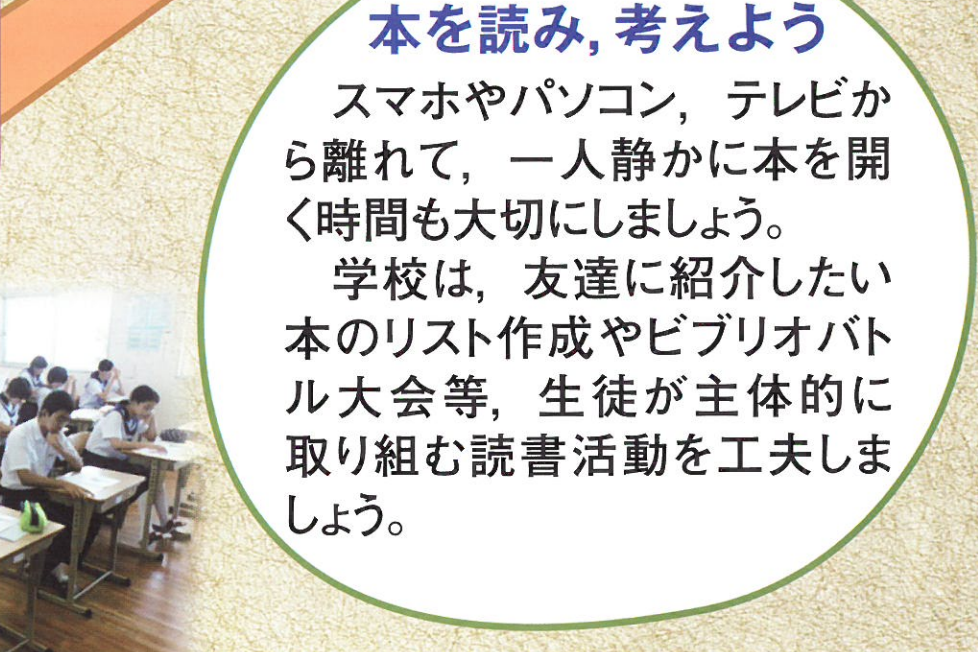 本を読み,考えよう
スマホやパソコン,テレビか
ら離れて,一人静かに本を開
く時間も大切にしましょう。
学校は,友達に紹介したい
本のリスト作成やビブリオバト
ル大会等,生徒が主体的に
取り組む読書活動を工夫しま
しょう。